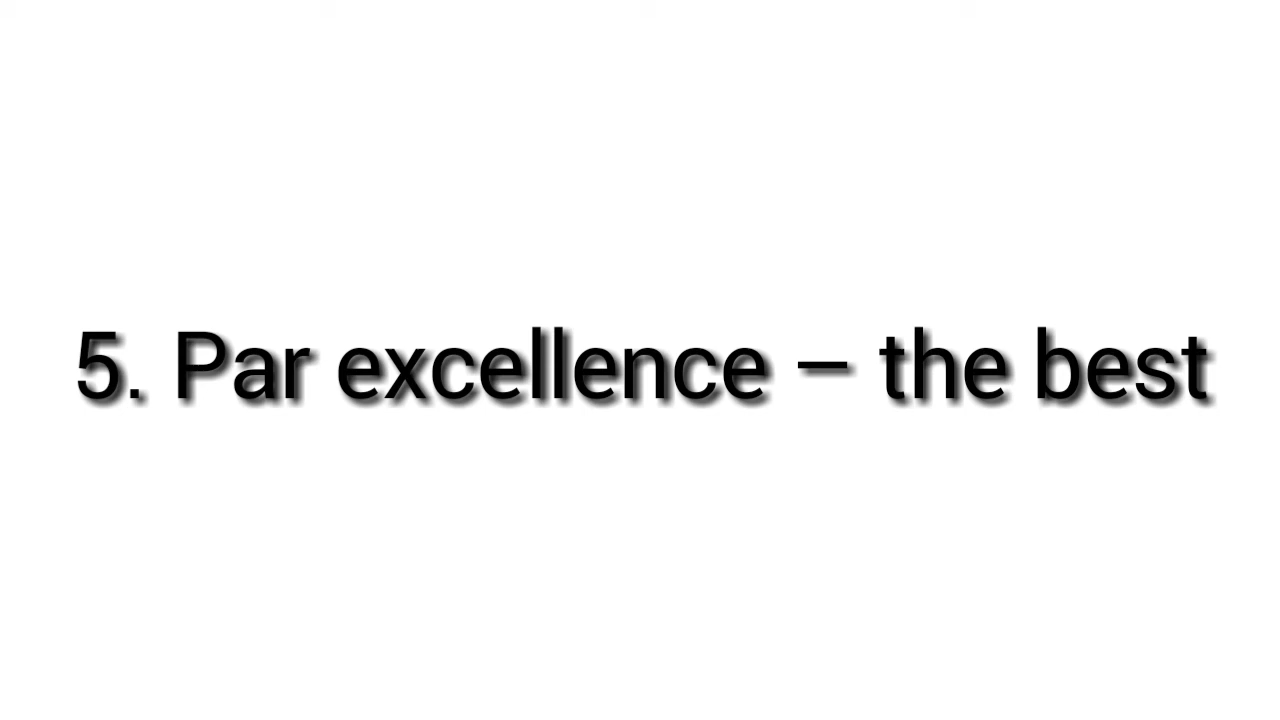 5. Par excellence – the best